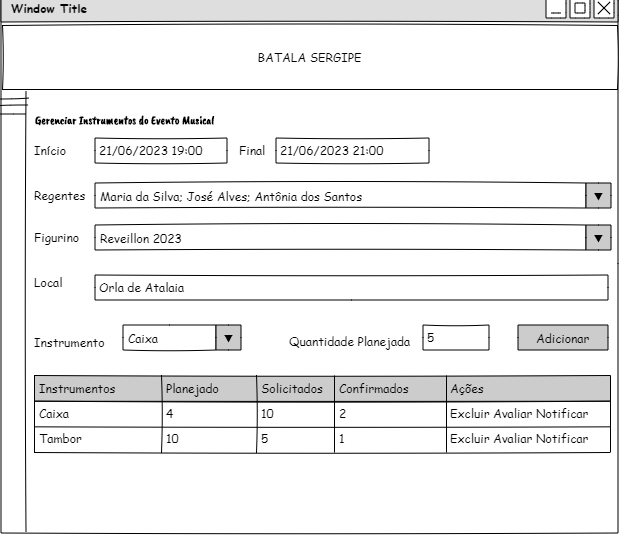 Window Title
BATALA SERGIPE
Gerenciar Instrumentos do Evento Musical
Início 21/06/2023 19:00 Final 21/06/2023 21:00
Regentes Maria da Silva; José Alves; Antônia dos Santos
Figurino Reveillon 2023
Local Orla de Atalaia
Instrumento Caixa Quantidade Planejada 5 Adicionar
Instrumentos Planejado Solicitados Confirmados Ações
Caixa 4 10 2 Excluir Avaliar Notificar
Tambor 10 5 1 Excluir Avaliar Notificar